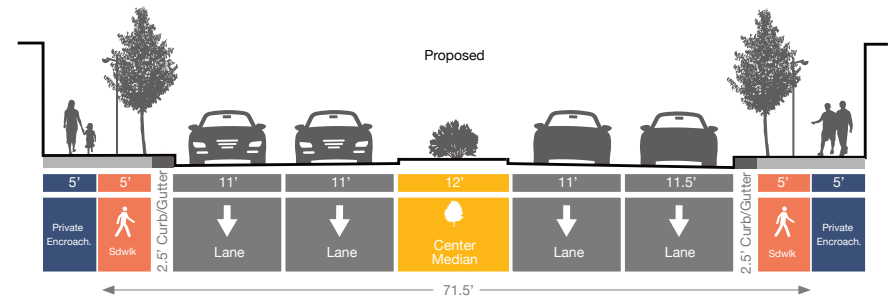 Proposed
5'
5'
2.5' Curb/Gutter
11'
11'
12'
11'
11.5'
2.5' Curb/Gutter
5'
5'
Private
Encroach.
Sdwlk
Lane
Lane
Center
Median
Lane
Lane
Sdwlk
Private
Encroach.
71.5'